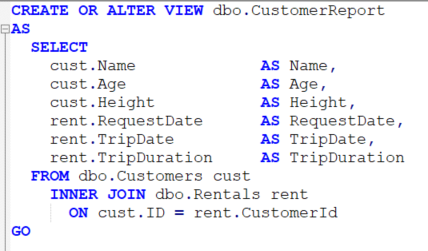 CREATE OR ALTER VIEW dbo.CustomerReport
AS
  SELECT
    cust.Name             AS Name,
    cust.Age              AS Age,
    cust.Height           AS Height,
    rent.RequestDate      AS RequestDate,
    rent.TripDate         AS TripDate,
    rent.TripDuration     AS TripDuration
  FROM dbo.Customers cust
    INNER JOIN dbo.Rentals rent
      ON cust.ID = rent.CustomerId
GO